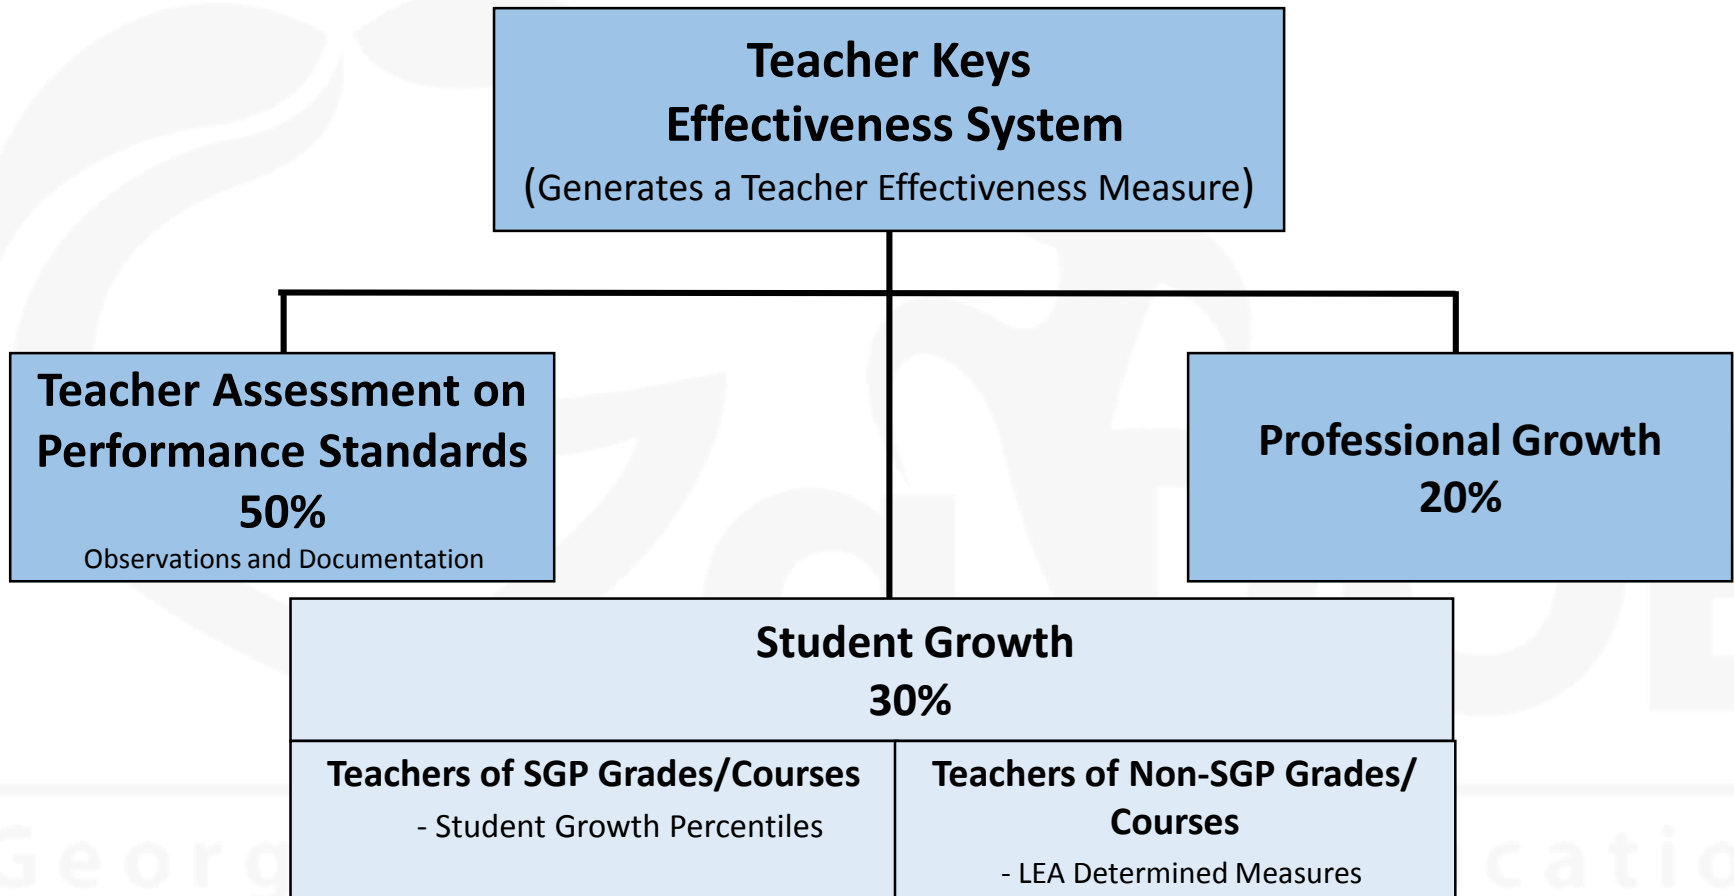 Teacher Keys
Effectiveness System
(Generates a Teacher Effectiveness Measure)
Teacher Assessment on
Performance Standards
50%
Observations and Documentation
Professional Growth
20%
Student Growth
30%
Teachers of SGP Grades/Courses
- Student Growth Percentiles
Teachers of Non-SGP Grades/
Courses
- LEA Determined Measures